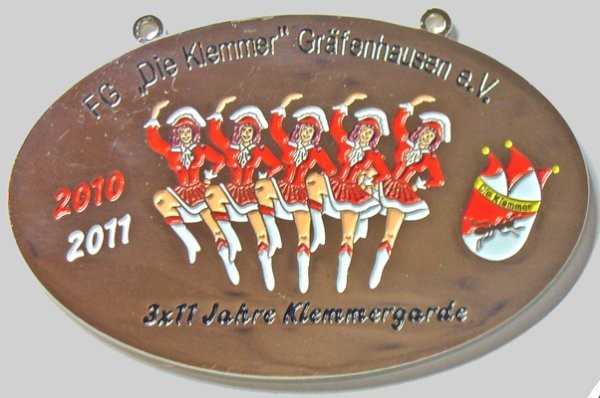 FG „Die Klemmer" Gräfenhausen e.V.
2010
2011
Die Klemmer
3x11 Jahre Klemmergarde